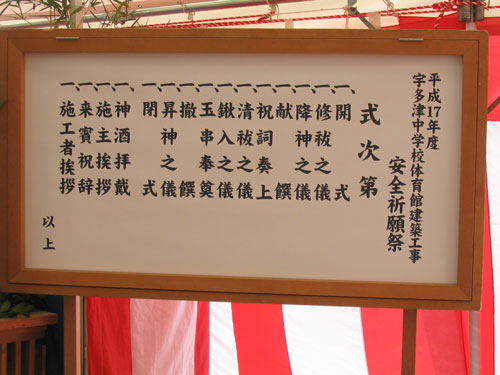 平成17年度
宇多津中学校体育館建築工事
安全祈願祭
式次第
一、開式
一、修祓之儀
一、降神之儀
一、献饌
一、祝詞奏上
一、清祓之儀
一、鍬入之儀
一、玉串奉奠
一、撤饌
一、昇神之儀
一、閉式
一、神酒拝戴
一、施主挨拶
一、来賓祝辞
一、施工者挨拶
以上